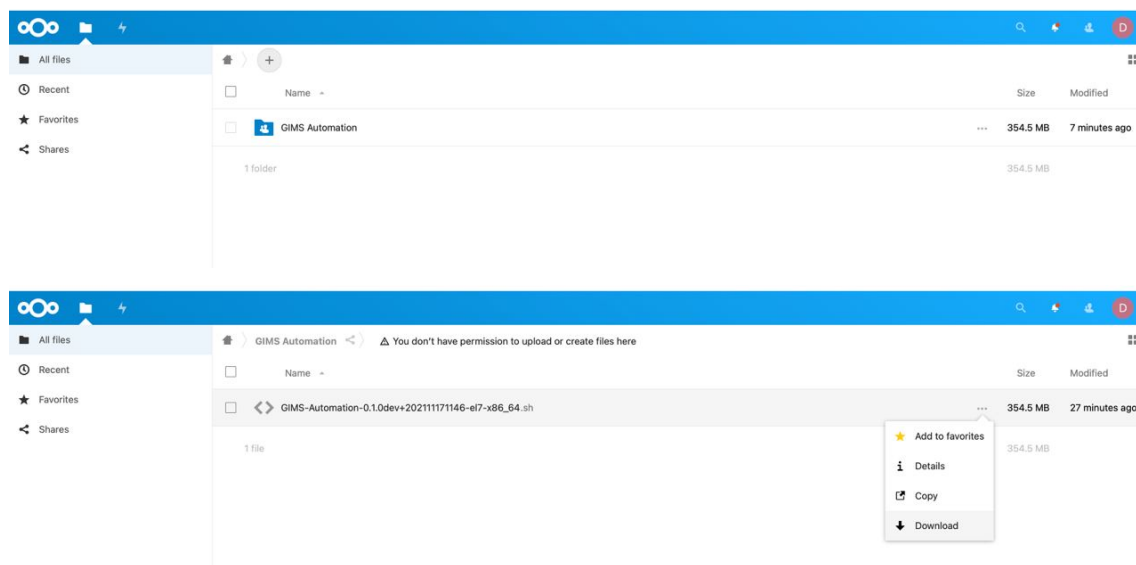 D
All files
+
Recent
Name
Size
Modified
Favorites
GIMS Automation
354.5 MB
7 minutes ago
Shares
1 folder
354.5 MB
D
All files
GIMS Automation
You don't have permission to upload or create files here
Recent
Name
Size
Modified
Favorites
GIMS-Automation-0.1.0dev+202111171146-el7-x86_64.sh
354.5 MB
27 minutes ago
Shares
Add to favorites
1 file
354.5 MB
Details
Copy
Download